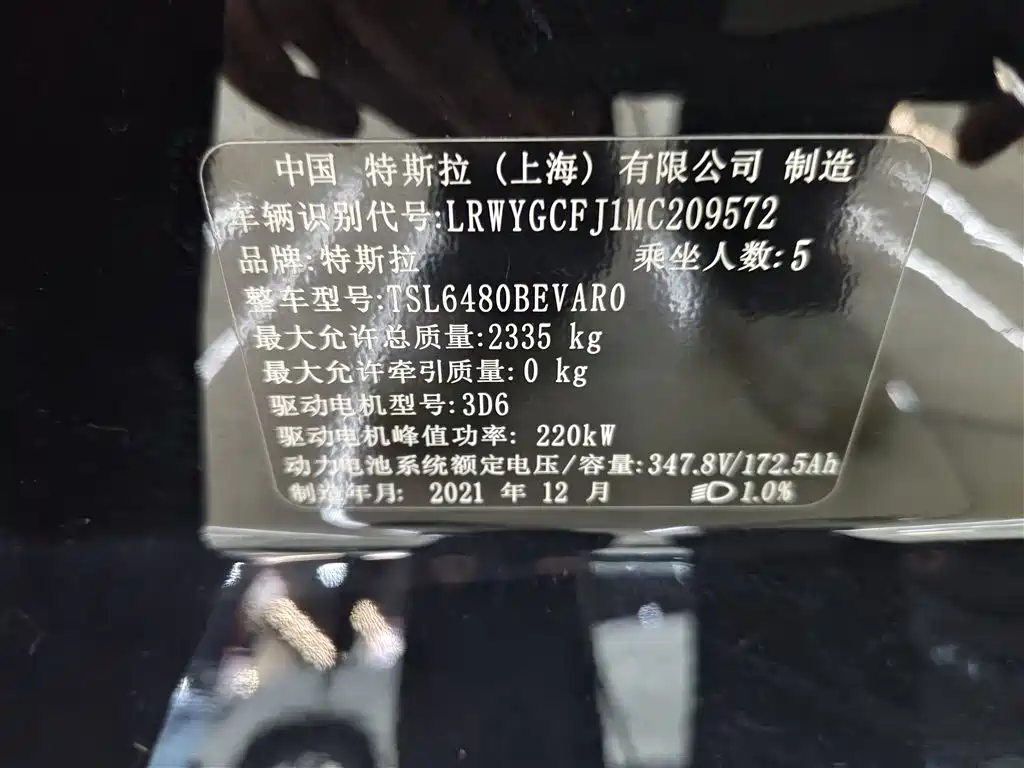 中国 特斯拉 (上海) 有限公司 制造
车辆识别代号:LRWYGCFJ1MC209572
品牌:特斯拉 乘坐人数:5
整车型号:TSL6480BEVAR0
最大允许总质量:2335 kg
最大允许牵引质量:0 kg
驱动电机型号:3D6
驱动电机峰值功率: 220kW
动力电池系统额定电压/容量:347.8V/172.5Ah
制造年月: 2021 年 12 月 1.0%